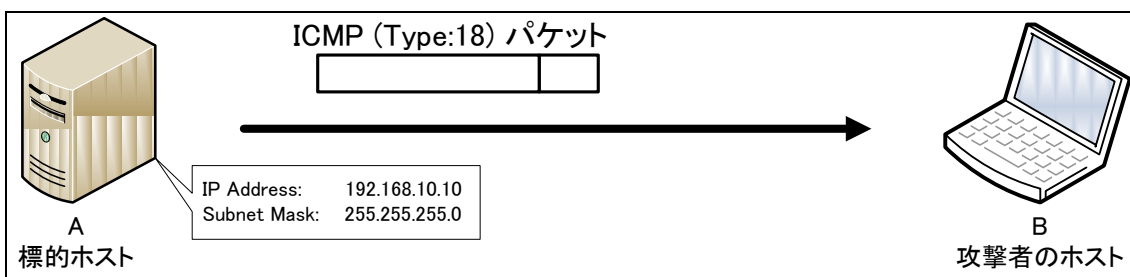 ICMP (Type:18) パケット
IP Address: 192.168.10.10
Subnet Mask: 255.255.255.0
A
標的ホスト
B
攻撃者のホスト